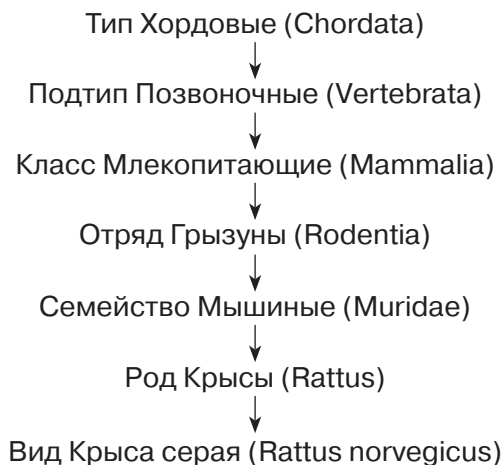 Тип Хордовые (Chordata)
Подтип Позвоночные (Vertebrata)
Класс Млекопитающие (Mammalia)
Отряд Грызуны (Rodentia)
Семейство Мышиные (Muridae)
Род Крысы (Rattus)
Вид Крыса серая (Rattus norvegicus)